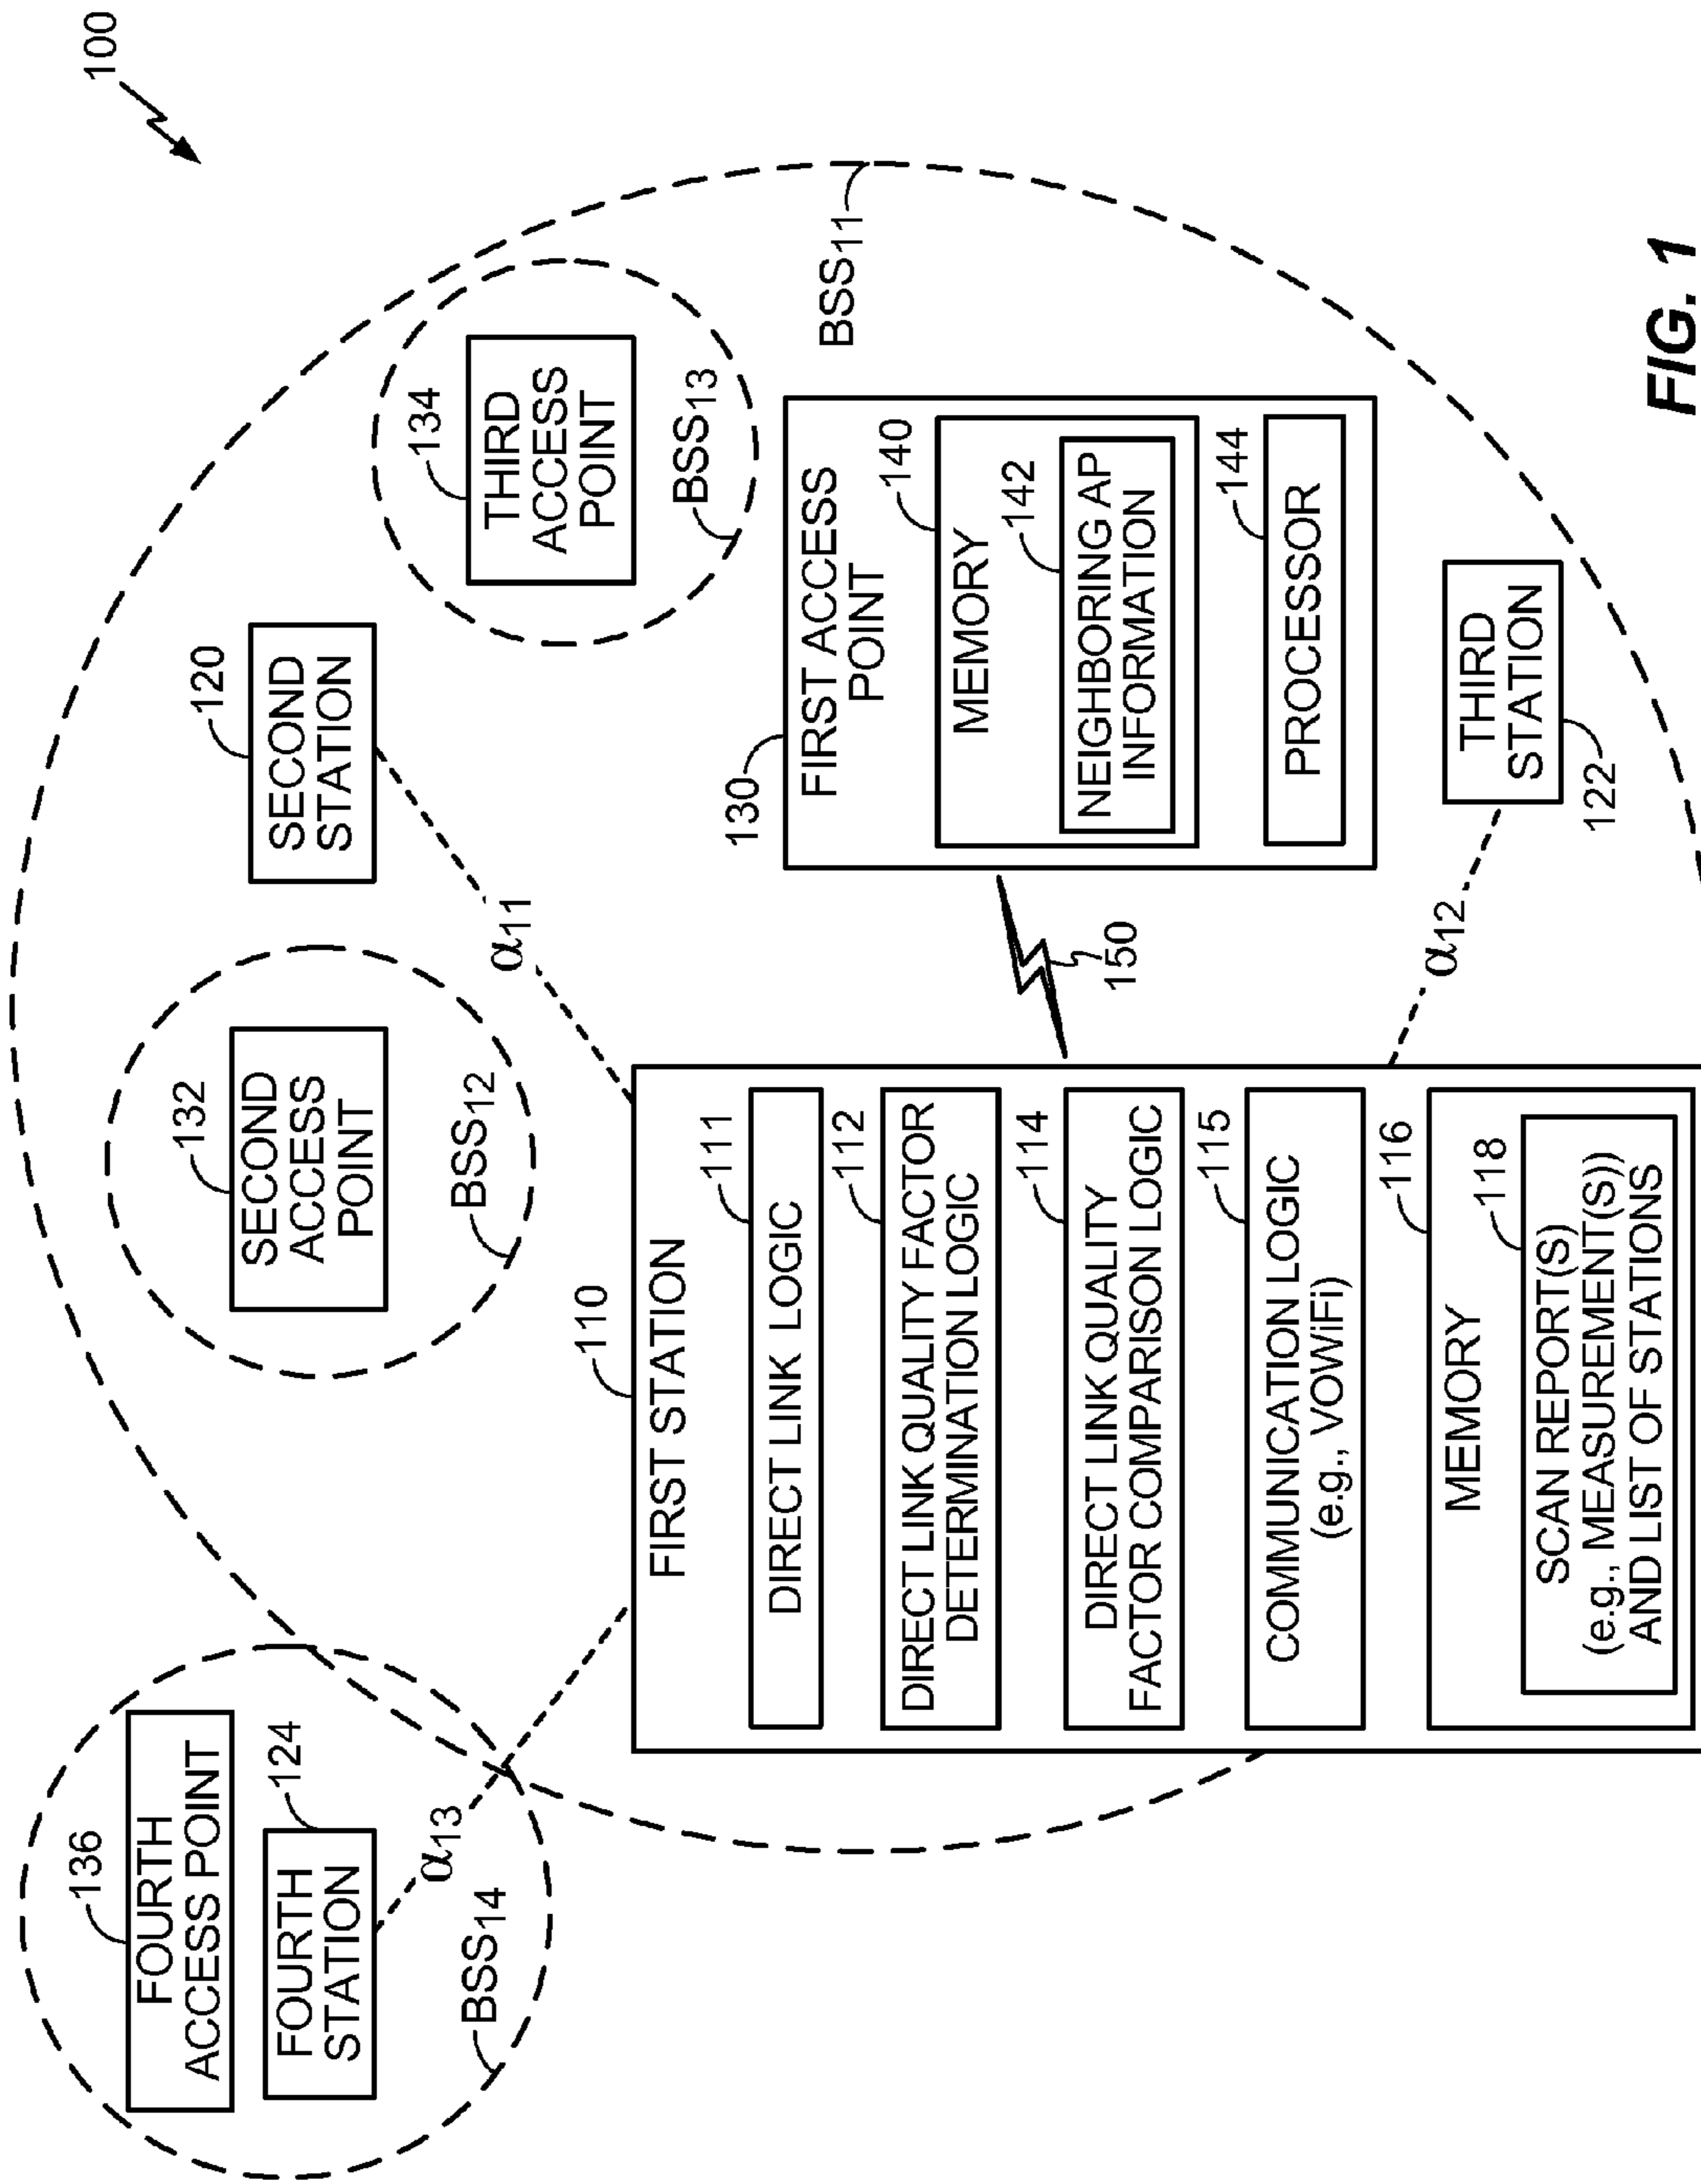 100
136
FOURTH
ACCESS POINT
FOURTH
STATION
124
α13
BSS14
132
SECOND
ACCESS
POINT
BSS12
120
SECOND
STATION
α11
134
THIRD
ACCESS
POINT
BSS13
BSS11
110
FIRST STATION
111
DIRECT LINK LOGIC
112
DIRECT LINK QUALITY FACTOR
DETERMINATION LOGIC
114
DIRECT LINK QUALITY
FACTOR COMPARISON LOGIC
115
COMMUNICATION LOGIC
(e.g., VOWiFi)
116
MEMORY
118
SCAN REPORT(S)
(e.g., MEASUREMENT(S))
AND LIST OF STATIONS
150
130
FIRST ACCESS
POINT
140
MEMORY
142
NEIGHBORING AP
INFORMATION
144
PROCESSOR
α12
THIRD
STATION
122
FIG. 1